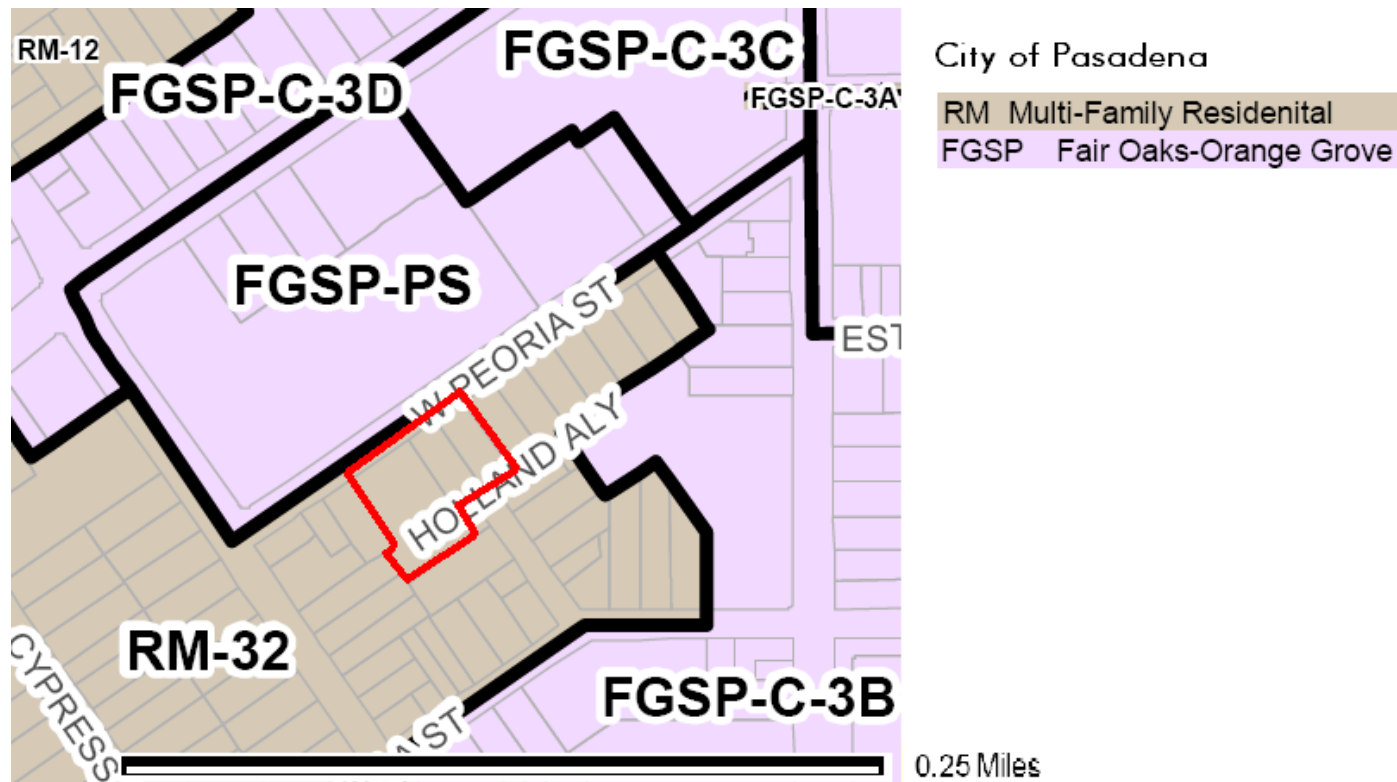 RM-12
FGSP-C-3D
FGSP-C-3C
FGSP-C-3A
City of Pasadena
RM Multi-Family Residenital
FGSP Fair Oaks-Orange Grove
FGSP-PS
W PEORIA ST
EST
HOLLAND ALY
RM-32
CYPRESS
FGSP-C-3B
ST
0.25 Miles